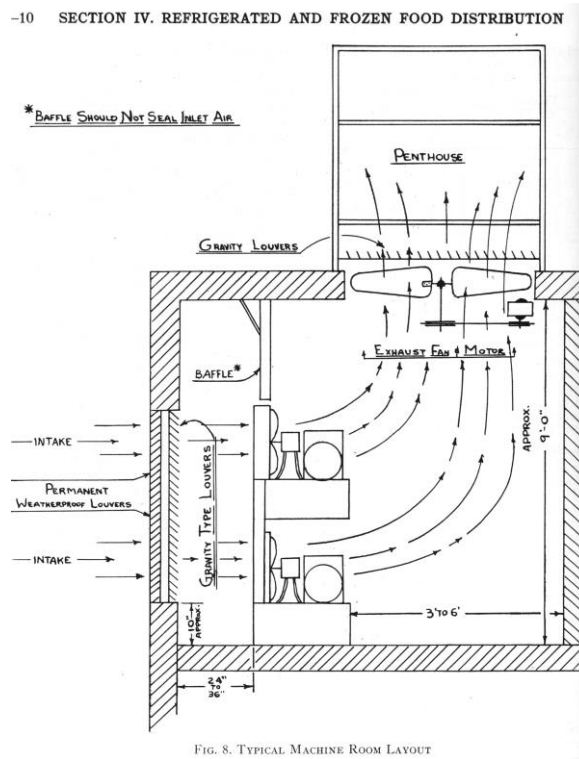 -10 SECTION IV. REFRIGERATED AND FROZEN FOOD DISTRIBUTION
* BAFFLE SHOULD NOT SEAL INLET AIR
PENTHOUSE
GRAVITY LOUVERS
EXHAUST FAN & MOTOR
BAFFLE*
INTAKE
PERMANENT
WEATHERPROOF LOUVERS
GRAVITY TYPE LOUVERS
INTAKE
APPROX.
9'-0"
3' TO 6'
10"
APPROX.
24"
TO
36"
FIG. 8. TYPICAL MACHINE ROOM LAYOUT